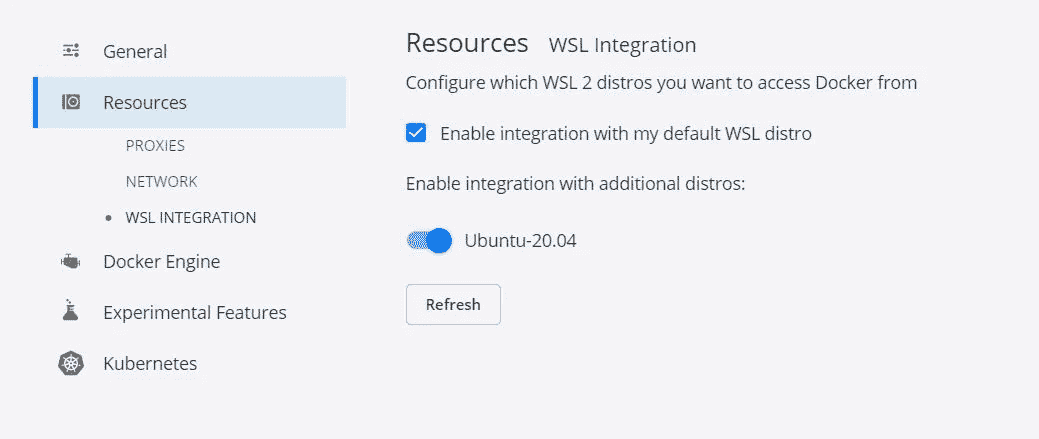 General
Resources
PROXIES
NETWORK
WSL INTEGRATION
Docker Engine
Experimental Features
Kubernetes
Resources WSL Integration
Configure which WSL 2 distros you want to access Docker from
Enable integration with my default WSL distro
Enable integration with additional distros:
Ubuntu-20.04
Refresh